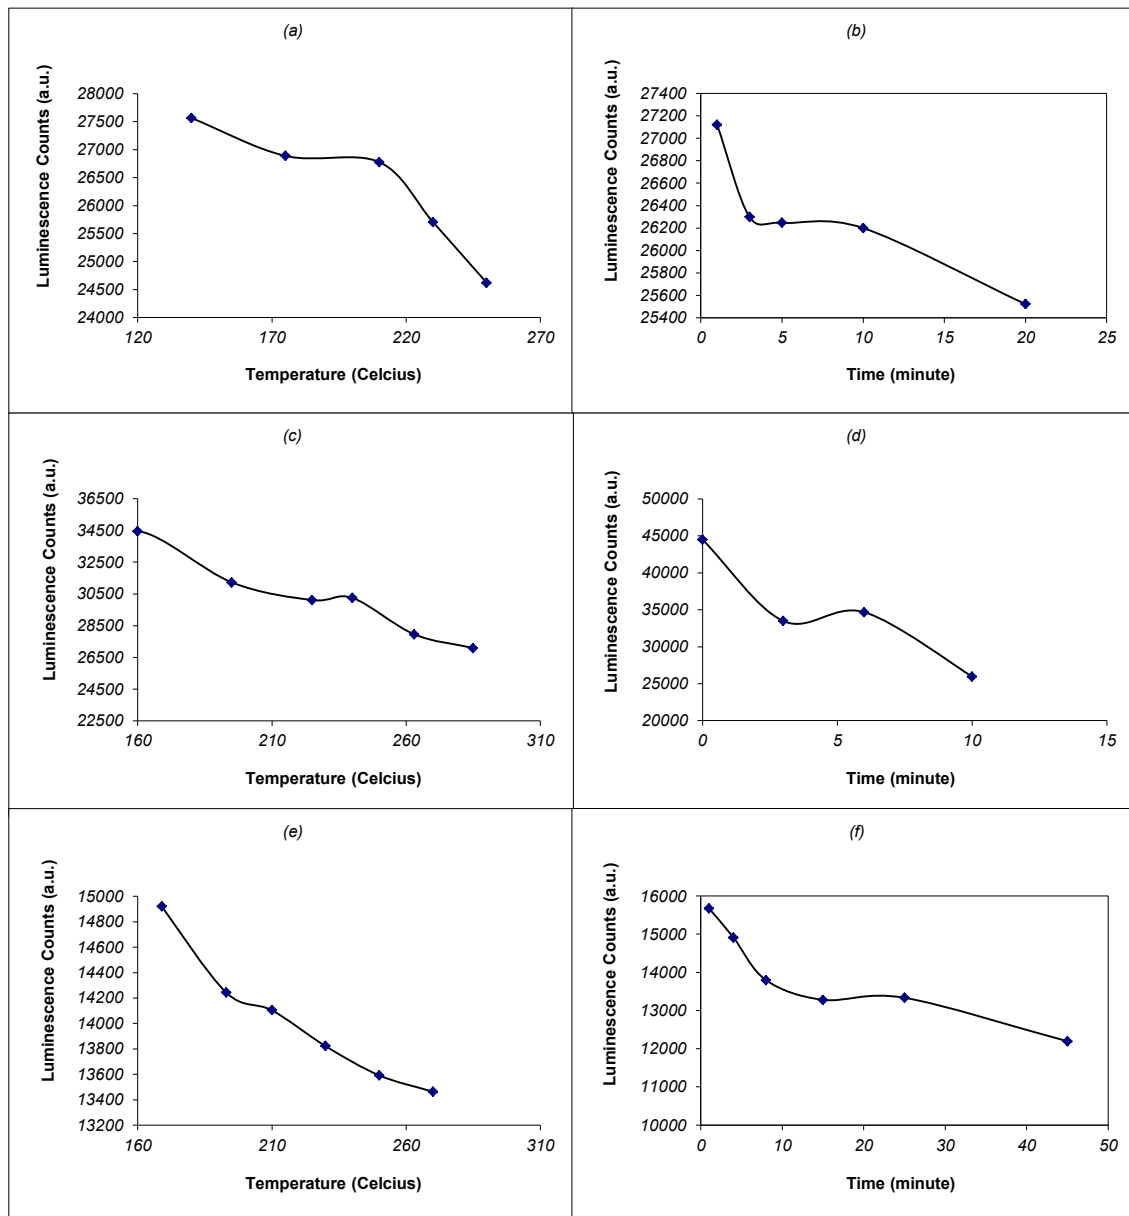 (a)
Luminescence Counts (a.u.)
28000
27500
27000
26500
26000
25500
25000
24500
24000
120 170 220 270
Temperature (Celcius)
(b)
Luminescence Counts (a.u.)
27400
27200
27000
26800
26600
26400
26200
26000
25800
25600
25400
0 5 10 15 20 25
Time (minute)
(c)
Luminescence Counts (a.u.)
36500
34500
32500
30500
28500
26500
24500
22500
160 210 260 310
Temperature (Celcius)
(d)
Luminescence Counts (a.u.)
50000
45000
40000
35000
30000
25000
20000
0 5 10 15
Time (minute)
(e)
Luminescence Counts (a.u.)
15000
14800
14600
14400
14200
14000
13800
13600
13400
13200
160 210 260 310
Temperature (Celcius)
(f)
Luminescence Counts (a.u.)
16000
15000
14000
13000
12000
11000
10000
0 10 20 30 40 50
Time (minute)